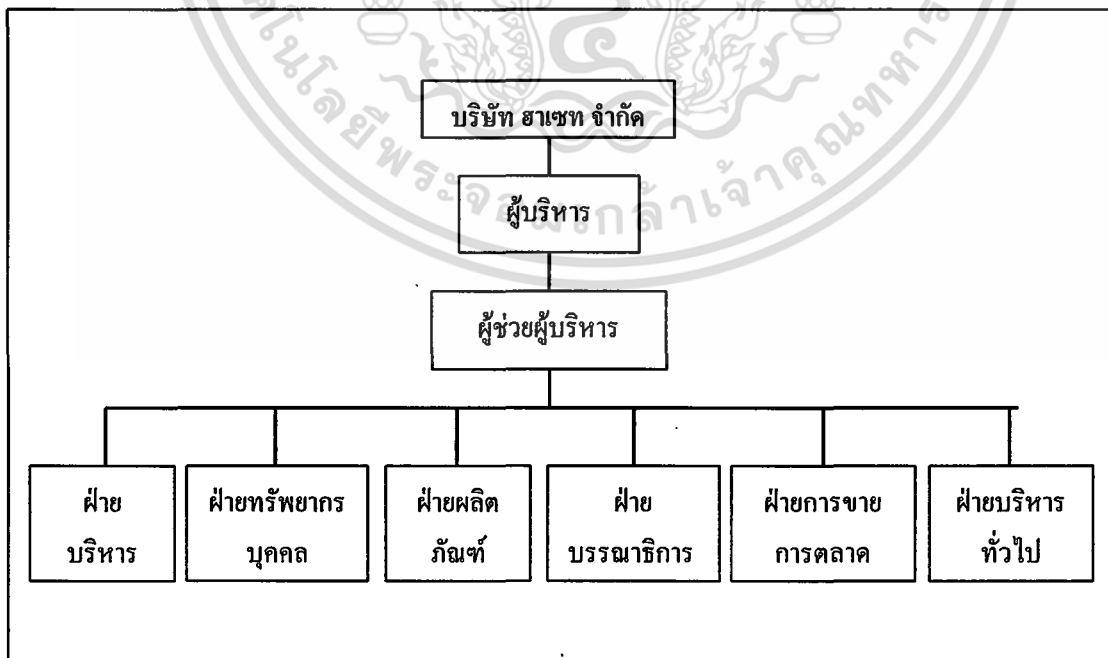 บริษัท ฮาเซท จำกัด
ผู้บริหาร
ผู้ช่วยผู้บริหาร
ฝ่าย
บริหาร
ฝ่ายทรัพยากร
บุคคล
ฝ่ายผลิต
ภัณฑ์
ฝ่าย
บรรณาธิการ
ฝ่ายการขาย
การตลาด
ฝ่ายบริหาร
ทั่วไป